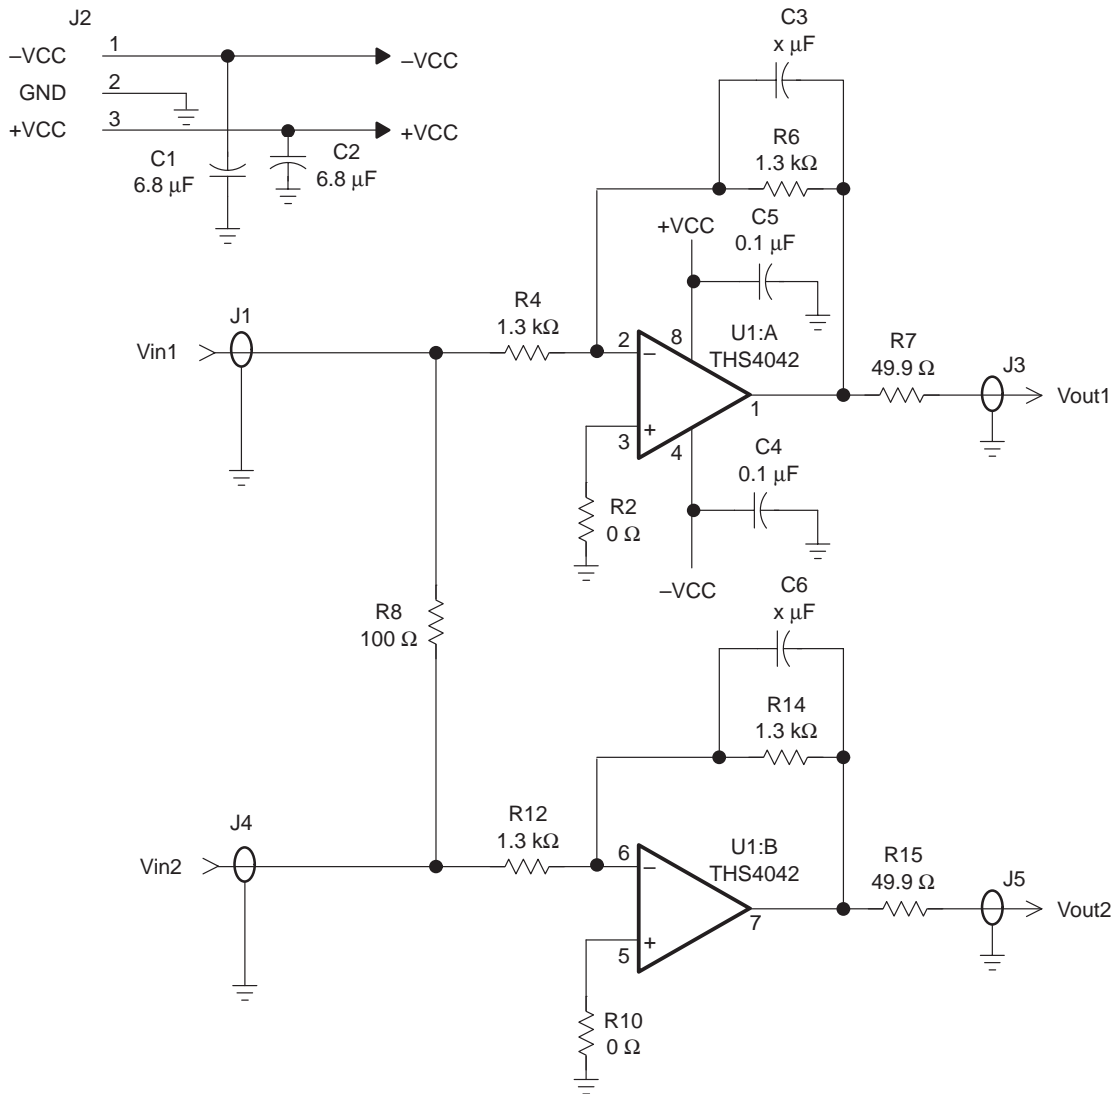 J2
–VCC
1
–VCC
GND
2
+VCC
3
+VCC
C1
6.8 μF
C2
6.8 μF
C3
x μF
R6
1.3 kΩ
C5
0.1 μF
+VCC
Vin1
J1
R4
1.3 kΩ
2
–
8
U1:A
THS4042
1
3
+
4
R7
49.9 Ω
J3
Vout1
C4
0.1 μF
R2
0 Ω
–VCC
R8
100 Ω
C6
x μF
R14
1.3 kΩ
Vin2
J4
R12
1.3 kΩ
6
–
U1:B
THS4042
7
5
+
R15
49.9 Ω
J5
Vout2
R10
0 Ω